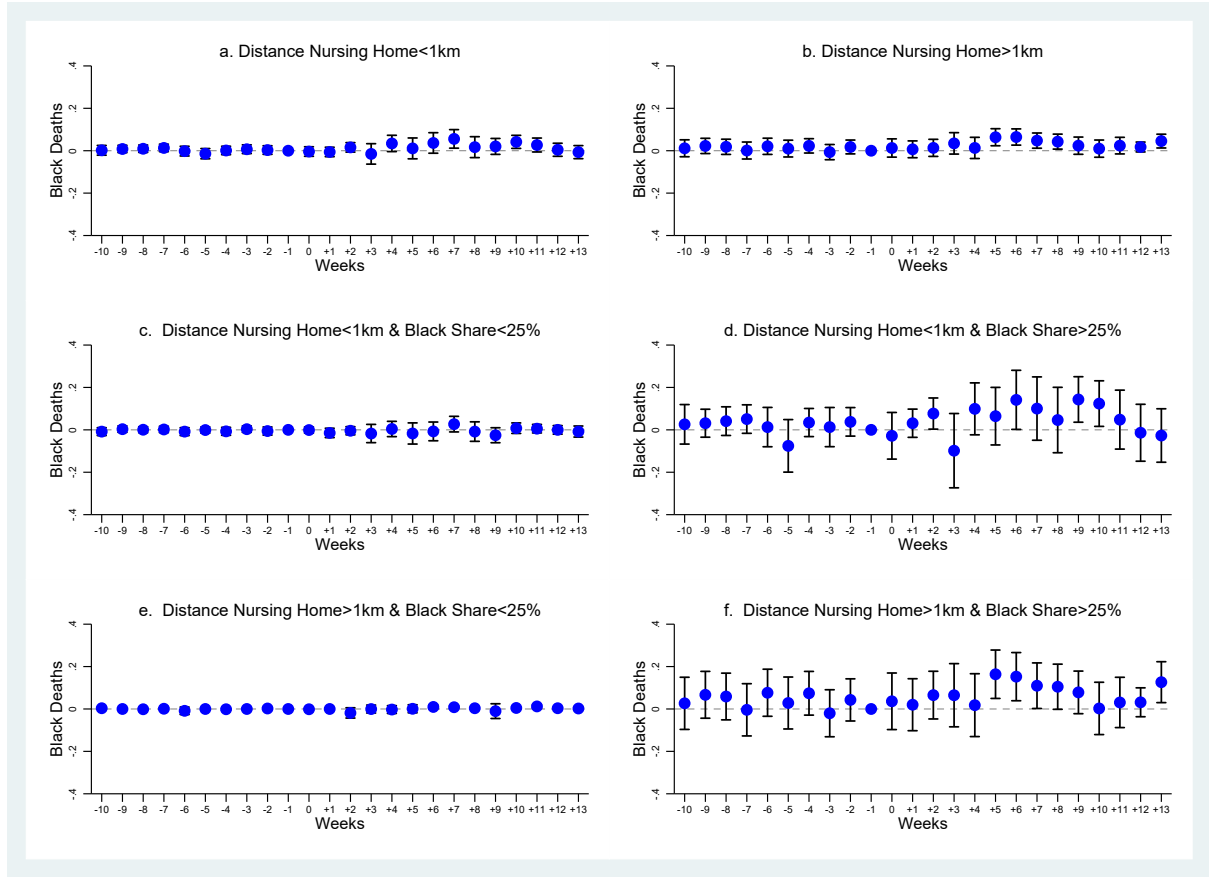 a. Distance Nursing Home<1km
Black Deaths
.4
.2
0
-.2
-.4
-10 -9 -8 -7 -6 -5 -4 -3 -2 -1 0 +1 +2 +3 +4 +5 +6 +7 +8 +9 +10 +11 +12 +13
Weeks
b. Distance Nursing Home>1km
Black Deaths
.4
.2
0
-.2
-.4
-10 -9 -8 -7 -6 -5 -4 -3 -2 -1 0 +1 +2 +3 +4 +5 +6 +7 +8 +9 +10 +11 +12 +13
Weeks
c. Distance Nursing Home<1km & Black Share<25%
Black Deaths
.4
.2
0
-.2
-.4
-10 -9 -8 -7 -6 -5 -4 -3 -2 -1 0 +1 +2 +3 +4 +5 +6 +7 +8 +9 +10 +11 +12 +13
Weeks
d. Distance Nursing Home<1km & Black Share>25%
Black Deaths
.4
.2
0
-.2
-.4
-10 -9 -8 -7 -6 -5 -4 -3 -2 -1 0 +1 +2 +3 +4 +5 +6 +7 +8 +9 +10 +11 +12 +13
Weeks
e. Distance Nursing Home>1km & Black Share<25%
Black Deaths
.4
.2
0
-.2
-.4
-10 -9 -8 -7 -6 -5 -4 -3 -2 -1 0 +1 +2 +3 +4 +5 +6 +7 +8 +9 +10 +11 +12 +13
Weeks
f. Distance Nursing Home>1km & Black Share>25%
Black Deaths
.4
.2
0
-.2
-.4
-10 -9 -8 -7 -6 -5 -4 -3 -2 -1 0 +1 +2 +3 +4 +5 +6 +7 +8 +9 +10 +11 +12 +13
Weeks